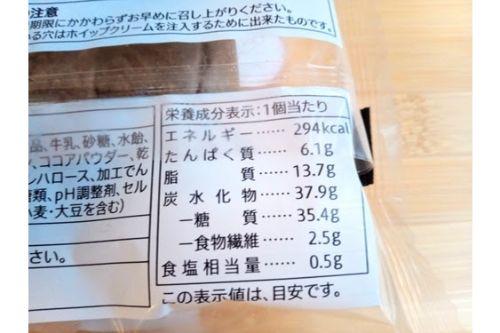 の注意
期限にかかわらずお早めに召し上がりください。
いる穴はホイップクリームを注入するために出来たものです。
品、牛乳、砂糖、水飴、
ココアパウダー、乾
レハロース、加工でん
糖類、pH調整剤、セル
小麦・大豆を含む)
さい。
栄養成分表示:1個当たり
エネルギー…… 294kcal
たんぱく質…… 6.1g
脂質…… 13.7g
炭水化物…… 37.9g
―糖質…… 35.4g
―食物繊維…… 2.5g
食塩相当量…… 0.5g
この表示値は、目安です。